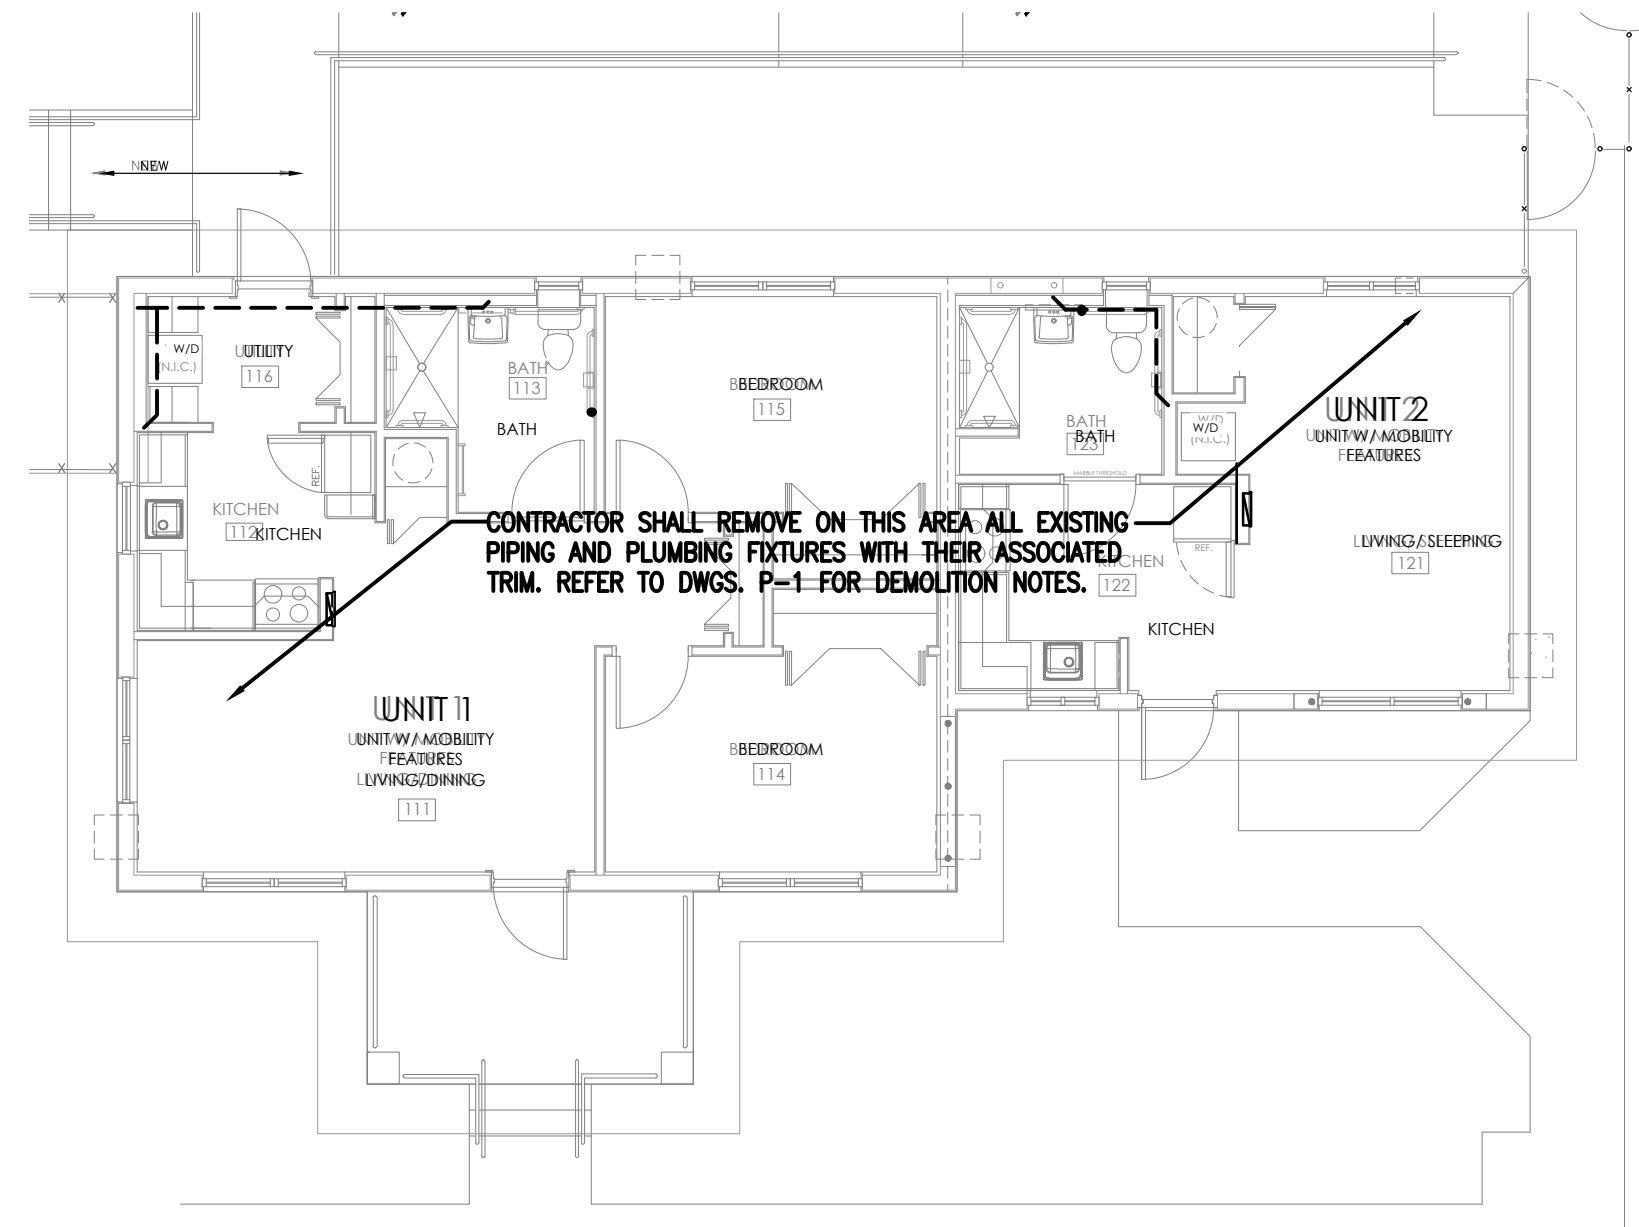 NEW
W/D
(N.I.C.)
UTILITY
116
BATH
113
BATH
BEDROOM
115
BATH
123
BATH
MARBLE THRESHOLD
W/D
W/D
(N.I.C.)
UNIT 2
UNIT W/ MOBILITY
FEATURES
REF.
KITCHEN
112
KITCHEN
CONTRACTOR SHALL REMOVE ON THIS AREA ALL EXISTING
PIPING AND PLUMBING FIXTURES WITH THEIR ASSOCIATED
TRIM. REFER TO DWGS. P-1 FOR DEMOLITION NOTES.
REF.
KITCHEN
122
LIVING/SLEEPING
121
KITCHEN
UNIT 1
UNIT W/ MOBILITY
FEATURES
LIVING/DINING
111
BEDROOM
114